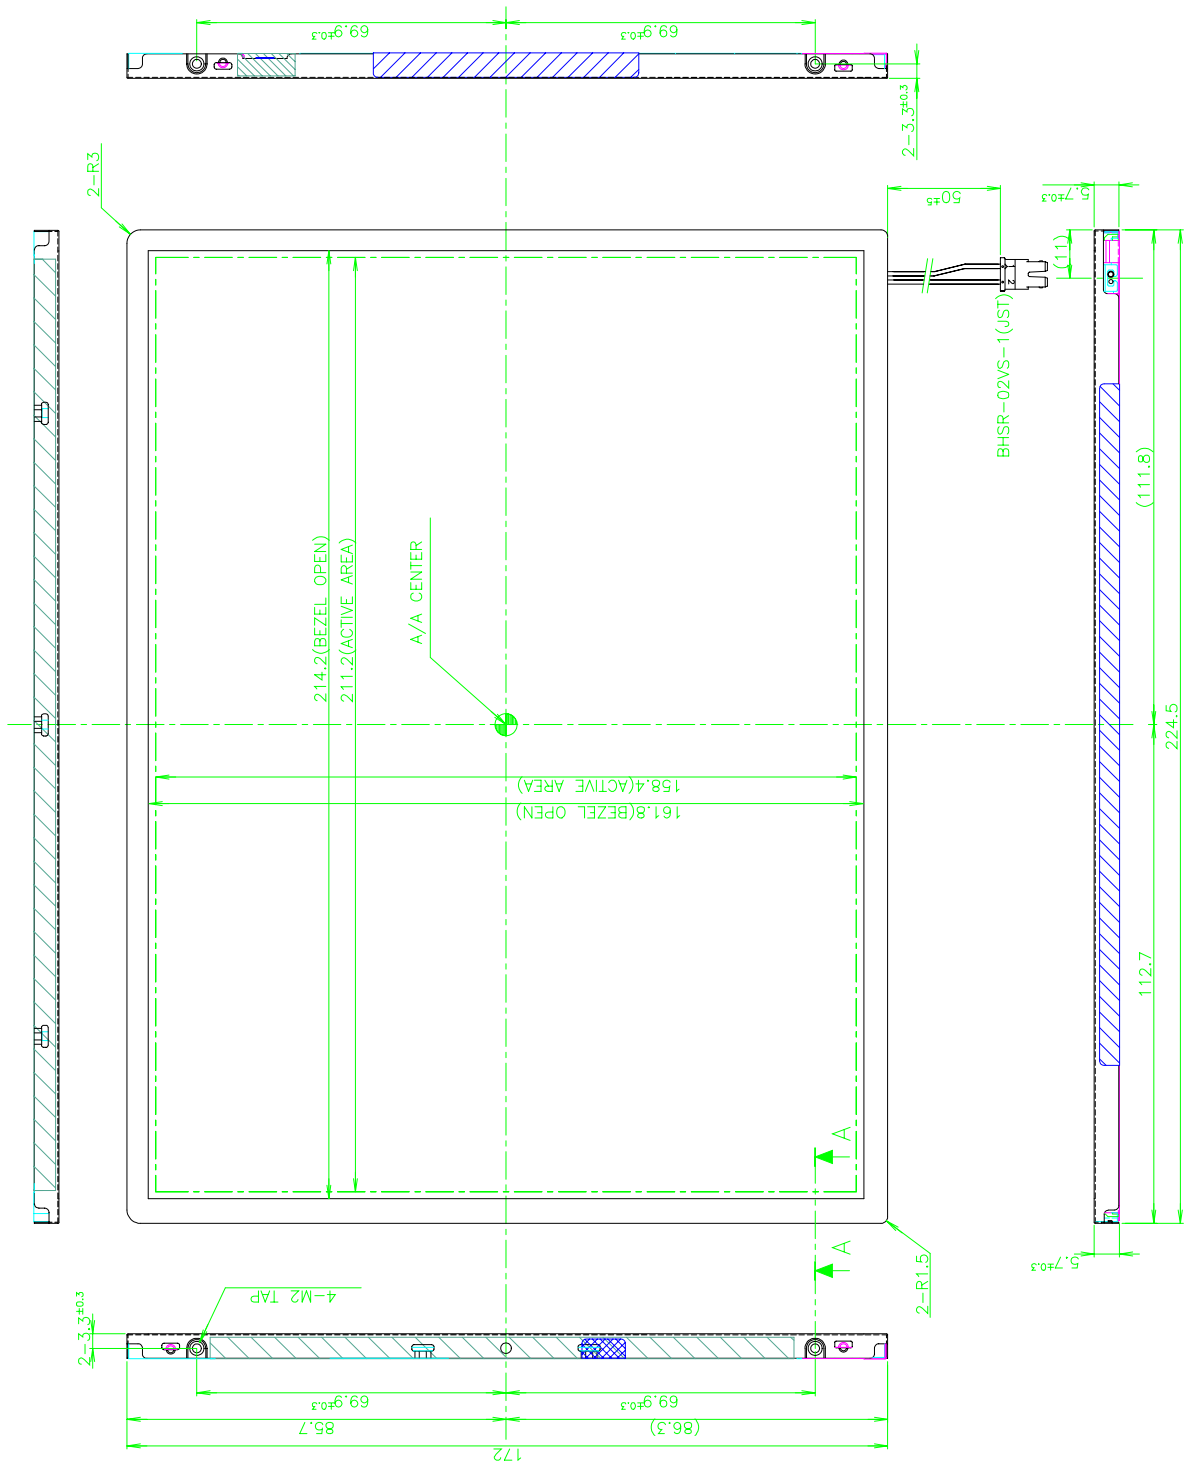 69.9±0.3
69.9±0.3
2-3.3±0.3
2-R3
50±5
5.7±0.3
(11)
2
BHSR-02VS-1(JST)
(111.8)
214.2(BEZEL OPEN)
211.2(ACTIVE AREA)
A/A CENTER
224.5
158.4(ACTIVE AREA)
161.8(BEZEL OPEN)
112.7
A
A
5.7±0.3
2-R1.5
4-M2 TAP
2-3.3±0.3
69.9±0.3
69.9±0.3
85.7
(86.3)
172